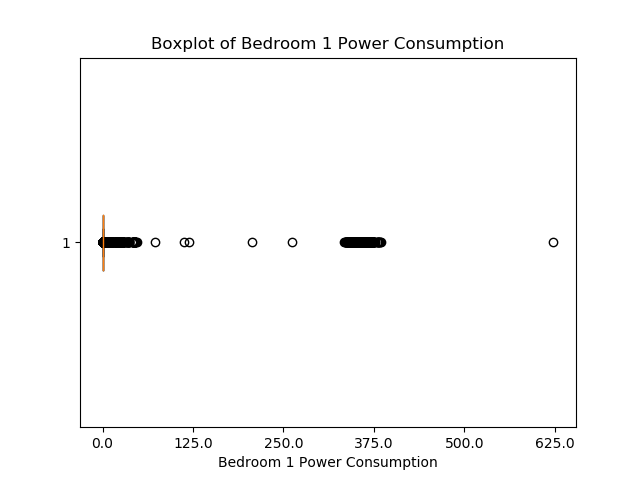 Boxplot of Bedroom 1 Power Consumption
1
0.0 125.0 250.0 375.0 500.0 625.0
Bedroom 1 Power Consumption